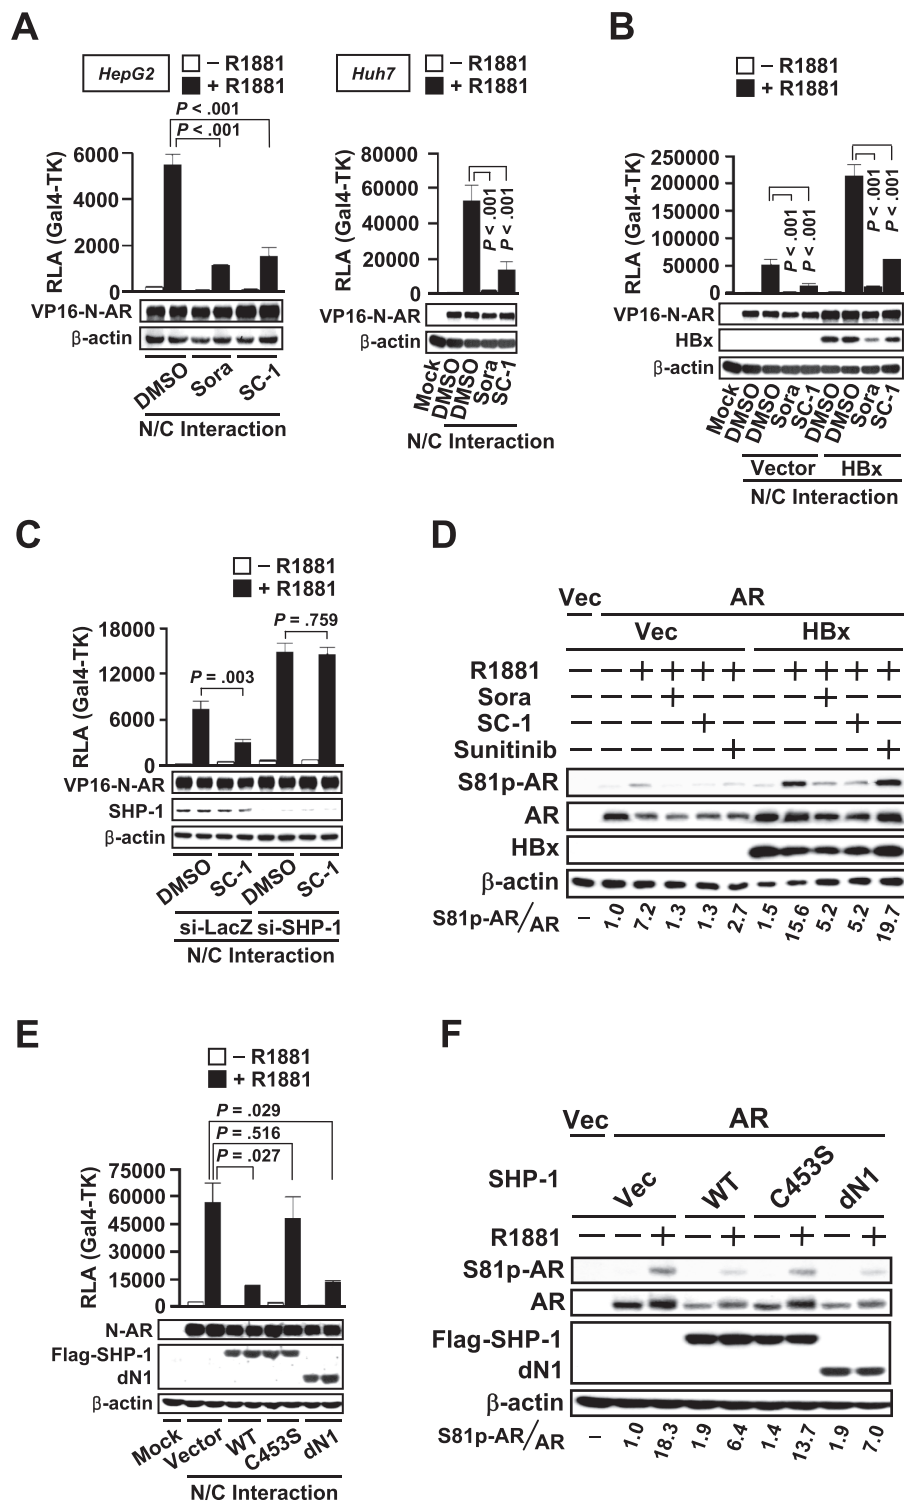 A
HepG2
– R1881
+ R1881
P < .001
P < .001
RLA (Gal4-TK)
6000
4000
2000
0
VP16-N-AR
β-actin
DMSO
Sora
SC-1
N/C Interaction
Huh7
– R1881
+ R1881
RLA (Gal4-TK)
80000
60000
40000
20000
0
P < .001
P < .001
VP16-N-AR
β-actin
Mock
DMSO
DMSO
Sora
SC-1
N/C Interaction
B
– R1881
+ R1881
RLA (Gal4-TK)
250000
200000
150000
100000
50000
0
P < .001
P < .001
P < .001
P < .001
VP16-N-AR
HBx
β-actin
Mock
DMSO
DMSO
Sora
SC-1
DMSO
DMSO
Sora
SC-1
Vector HBx
N/C Interaction
C
– R1881
+ R1881
P = .759
P = .003
RLA (Gal4-TK)
18000
12000
6000
0
VP16-N-AR
SHP-1
β-actin
DMSO
SC-1
DMSO
SC-1
si-LacZ si-SHP-1
N/C Interaction
D
Vec AR
Vec HBx
R1881 – – + + + + – + + + +
Sora – – – + – – – – + – –
SC-1 – – – – + – – – – + –
Sunitinib – – – – – + – – – – +
S81p-AR
AR
HBx
β-actin
S81p-AR/AR – 1.0 7.2 1.3 1.3 2.7 1.5 15.6 5.2 5.2 19.7
E
– R1881
+ R1881
P = .029
P = .516
P = .027
RLA (Gal4-TK)
75000
60000
45000
30000
15000
0
N-AR
Flag-SHP-1
dN1
β-actin
Mock
Vector
WT
C453S
dN1
N/C Interaction
F
Vec AR
SHP-1 Vec WT C453S dN1
R1881 – – + – + – + – +
S81p-AR
AR
Flag-SHP-1
dN1
β-actin
S81p-AR/AR – 1.0 18.3 1.9 6.4 1.4 13.7 1.9 7.0